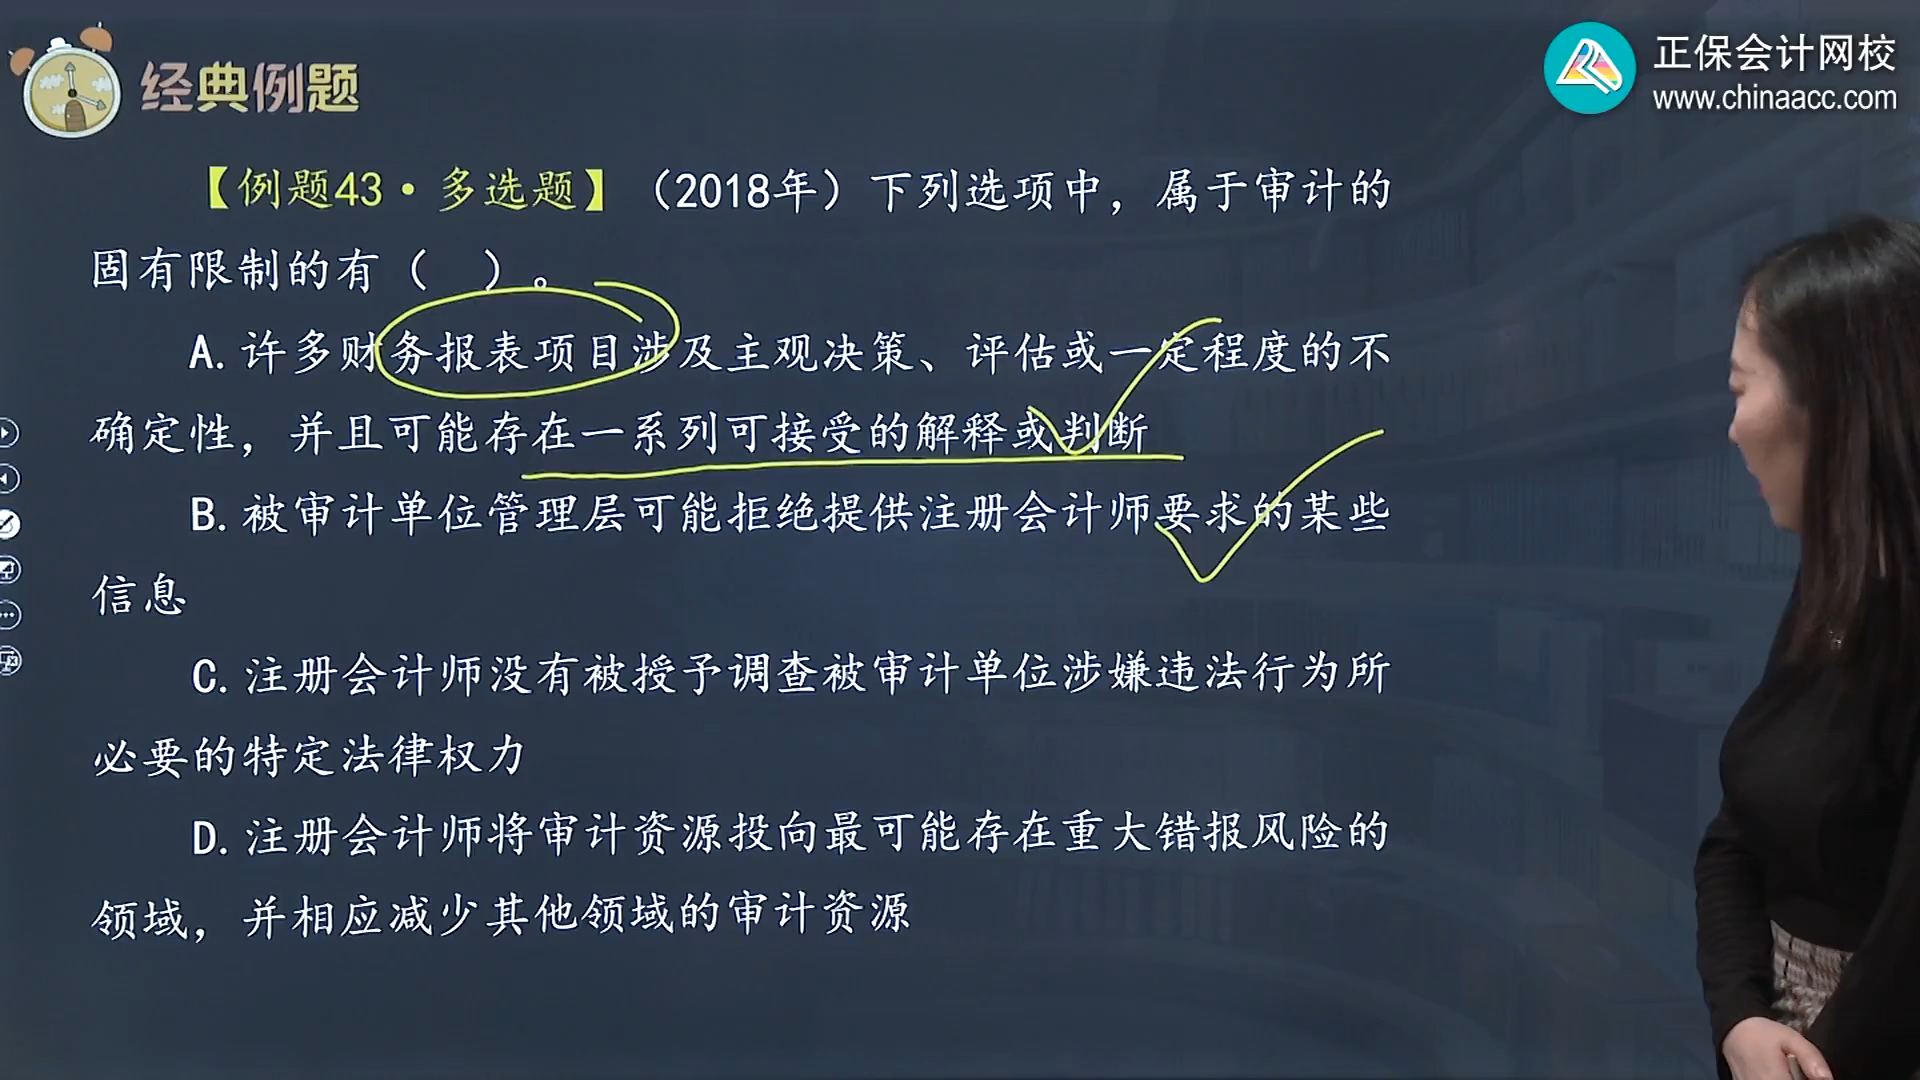 经典例题
正保会计网校
www.chinaacc.com
【例题43·多选题】（2018年）下列选项中，属于审计的
固有限制的有（ ）。
A.许多财务报表项目涉及主观决策、评估或一定程度的不
确定性，并且可能存在一系列可接受的解释或判断
B.被审计单位管理层可能拒绝提供注册会计师要求的某些
信息
C.注册会计师没有被授予调查被审计单位涉嫌违法行为所
必要的特定法律权力
D.注册会计师将审计资源投向最可能存在重大错报风险的
领域，并相应减少其他领域的审计资源